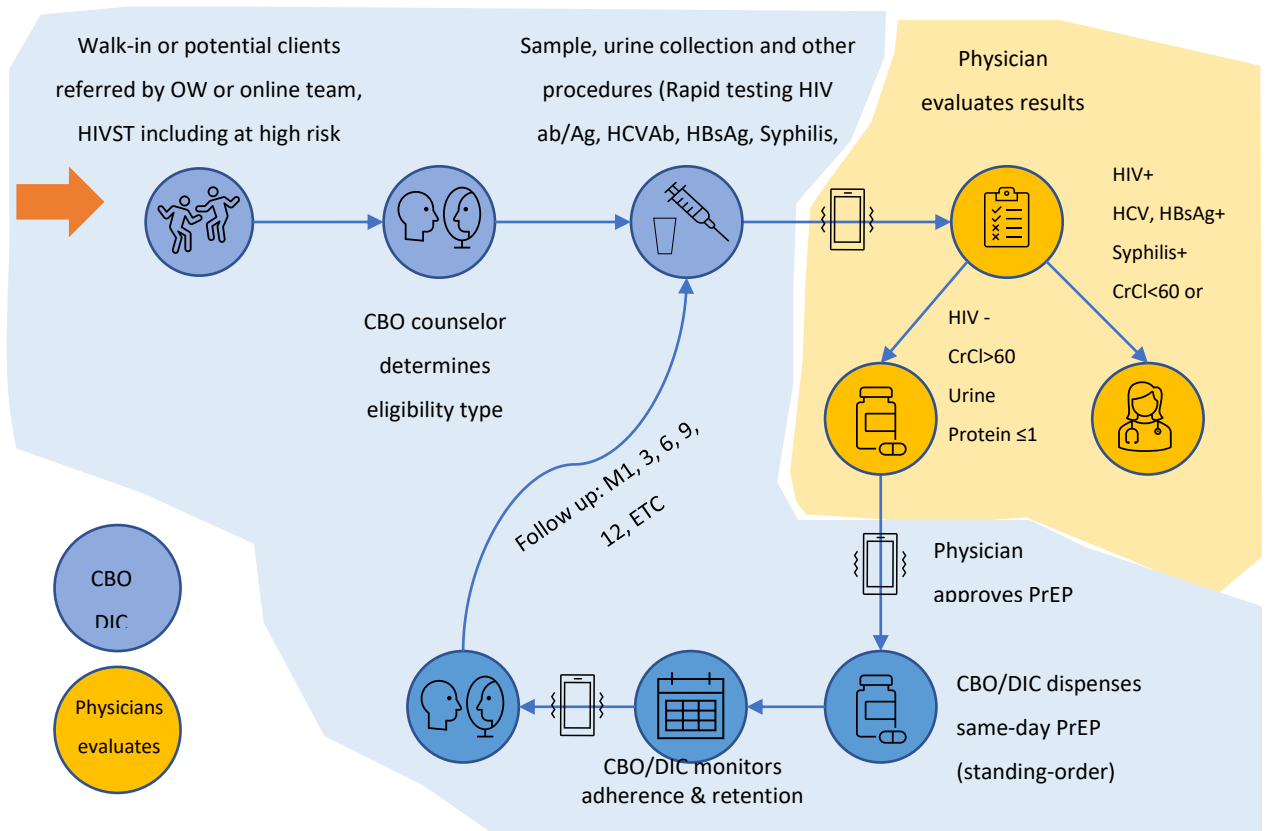 Walk-in or potential clients
referred by OW or online team,
HIVST including at high risk
Sample, urine collection and other
procedures (Rapid testing HIV
ab/Ag, HCVAb, HBsAg, Syphilis,
Physician
evaluates results
HIV+
HCV, HBsAg+
Syphilis+
CrCl<60 or
CBO counselor
determines
eligibility type
HIV -
CrCl>60
Urine
Protein ≤1
Follow up: M1, 3, 6, 9,
12, ETC
CBO
DIC
Physician
approves PrEP
Physicians
evaluates
CBO/DIC dispenses
same-day PrEP
(standing-order)
CBO/DIC monitors
adherence & retention